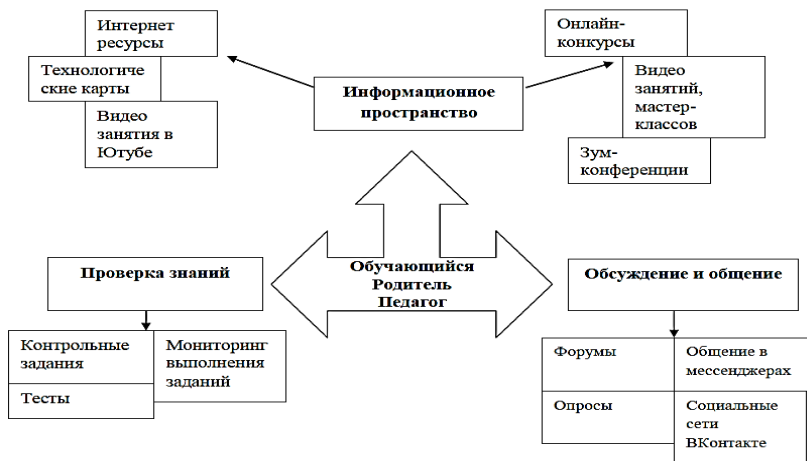 Интернет
ресурсы
Технологиче
ские карты
Видео
занятия в
Ютубе
Информационное
пространство
Онлайн-
конкурсы
Видео
занятий,
мастер-
классов
Зум-
конференции
Проверка знаний
Обучающийся
Родитель
Педагог
Обсуждение и общение
Контрольные
задания
Тесты
Мониторинг
выполнения
заданий
Форумы
Общение в
мессенджерах
Опросы
Социальные
сети
ВКонтакте